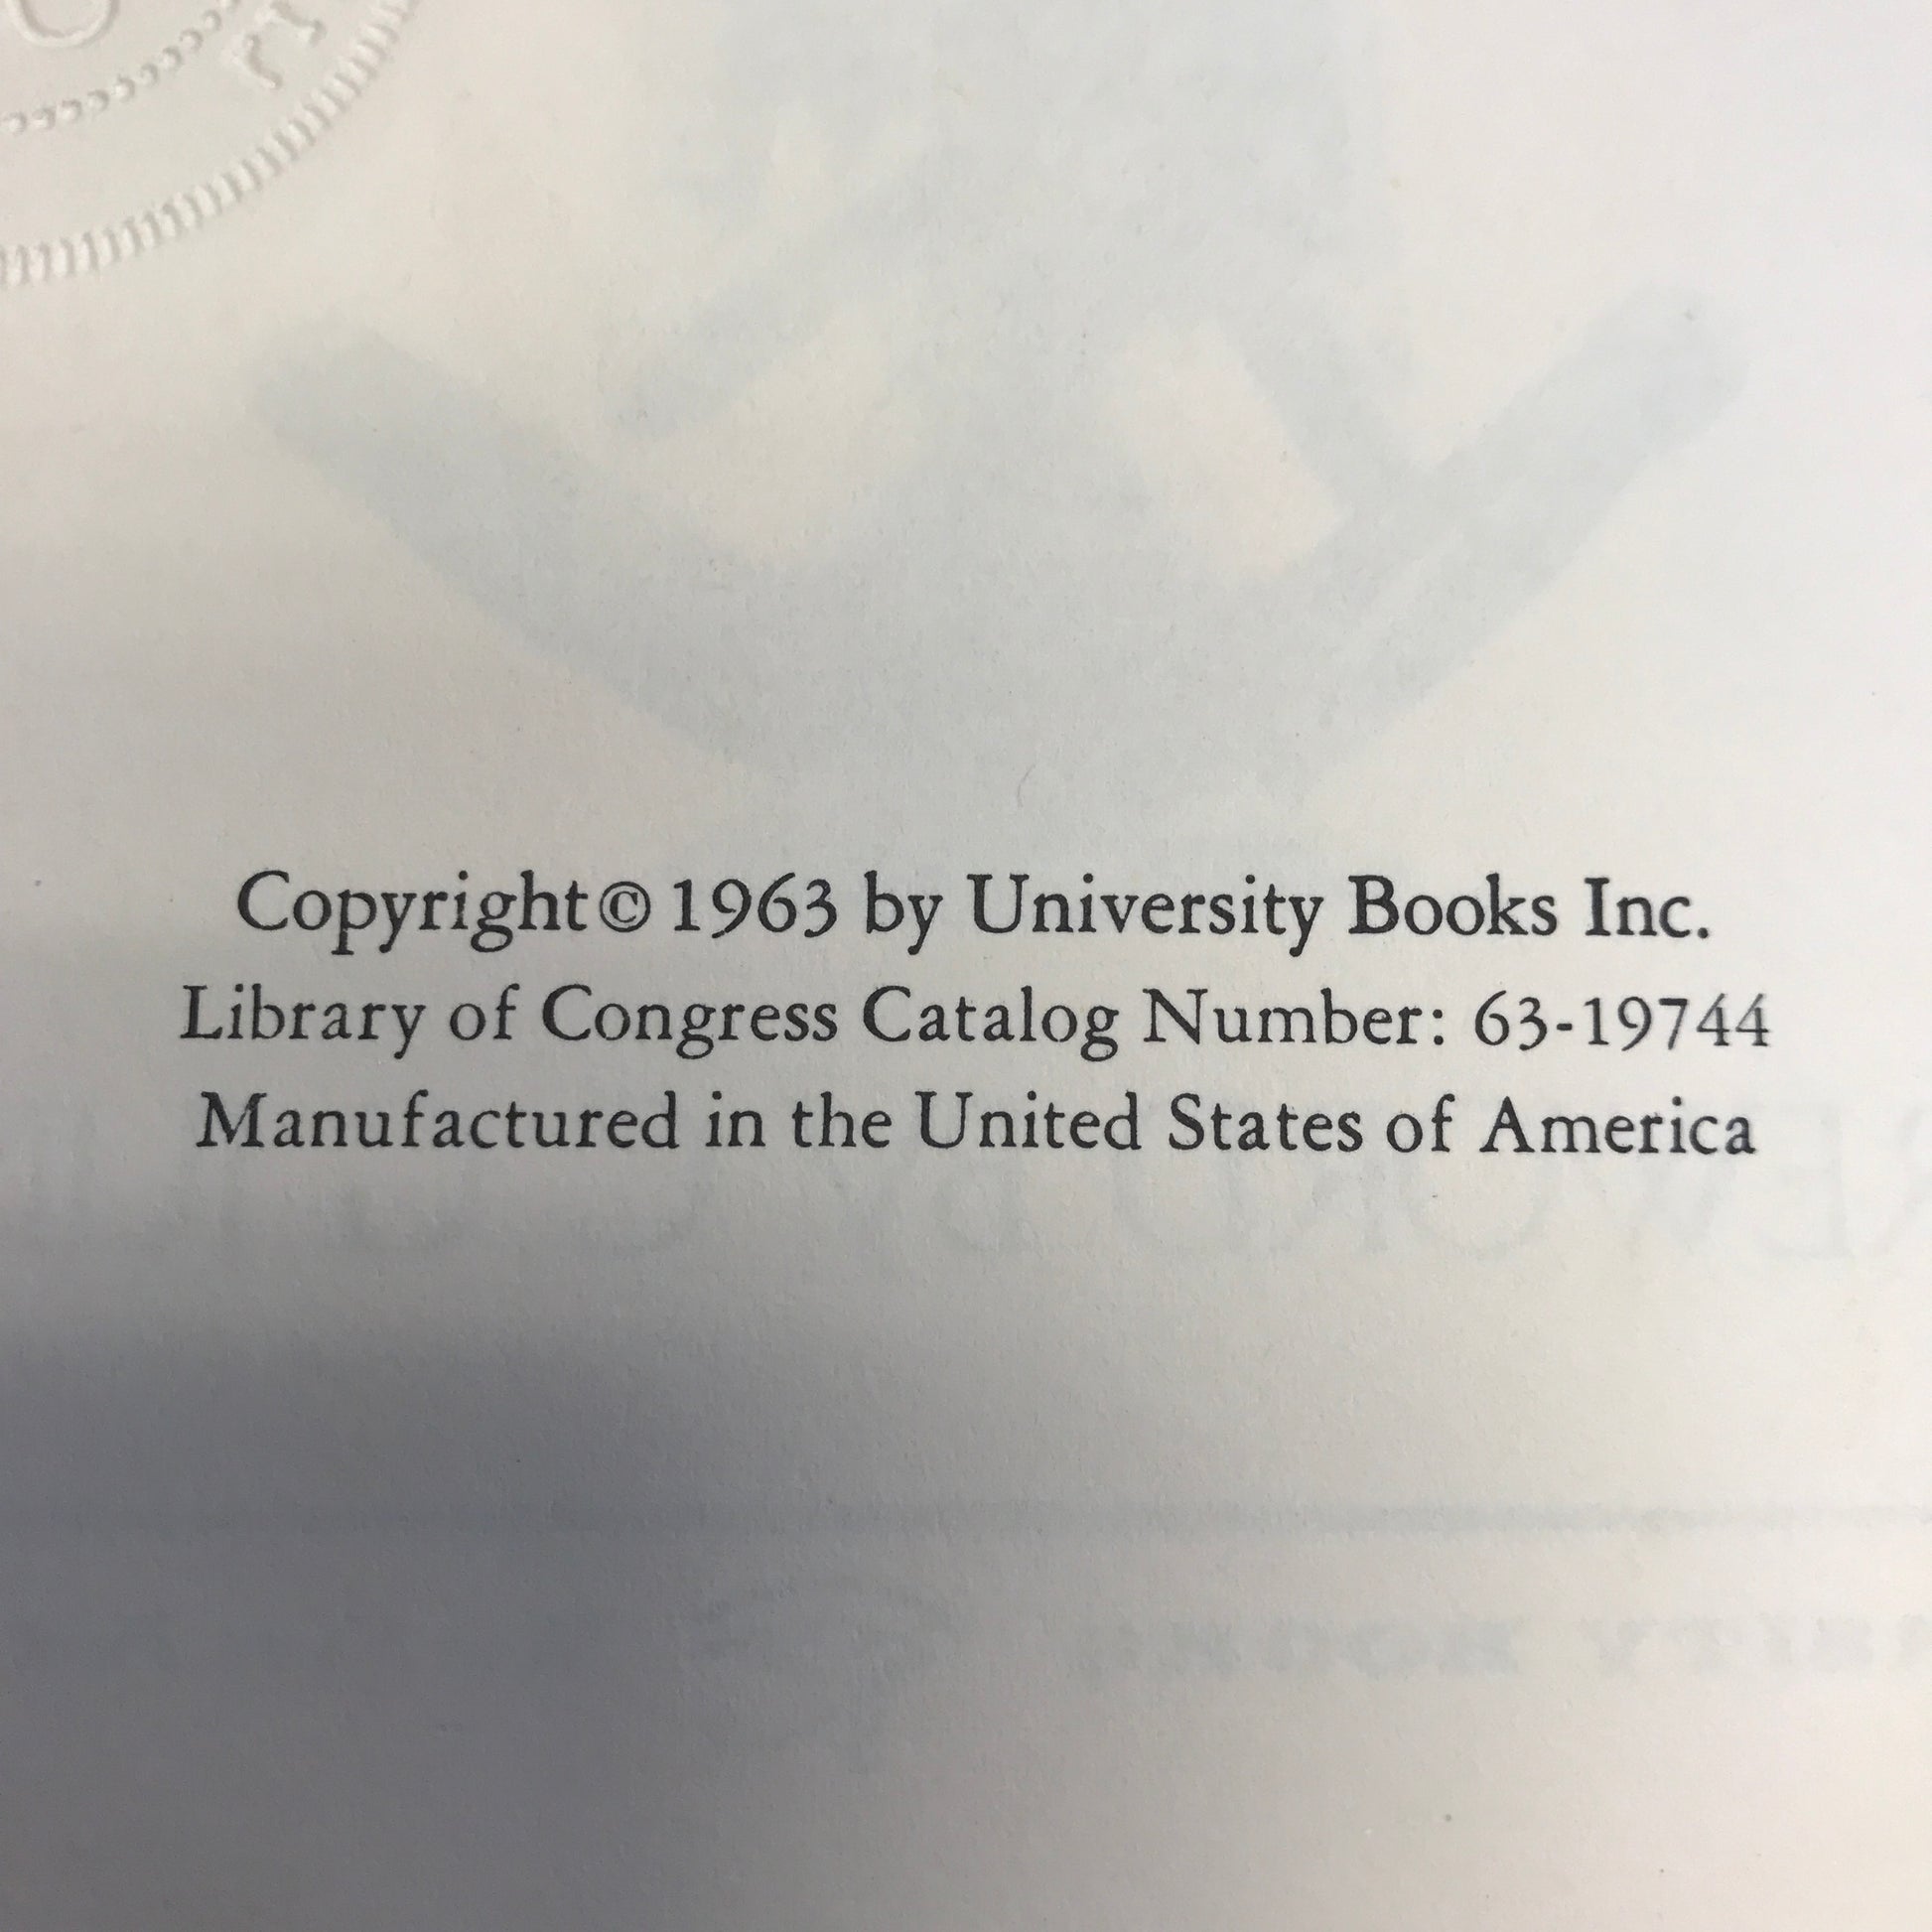 Copyright © 1963 by University Books Inc.
Library of Congress Catalog Number: 63-19744
Manufactured in the United States of America